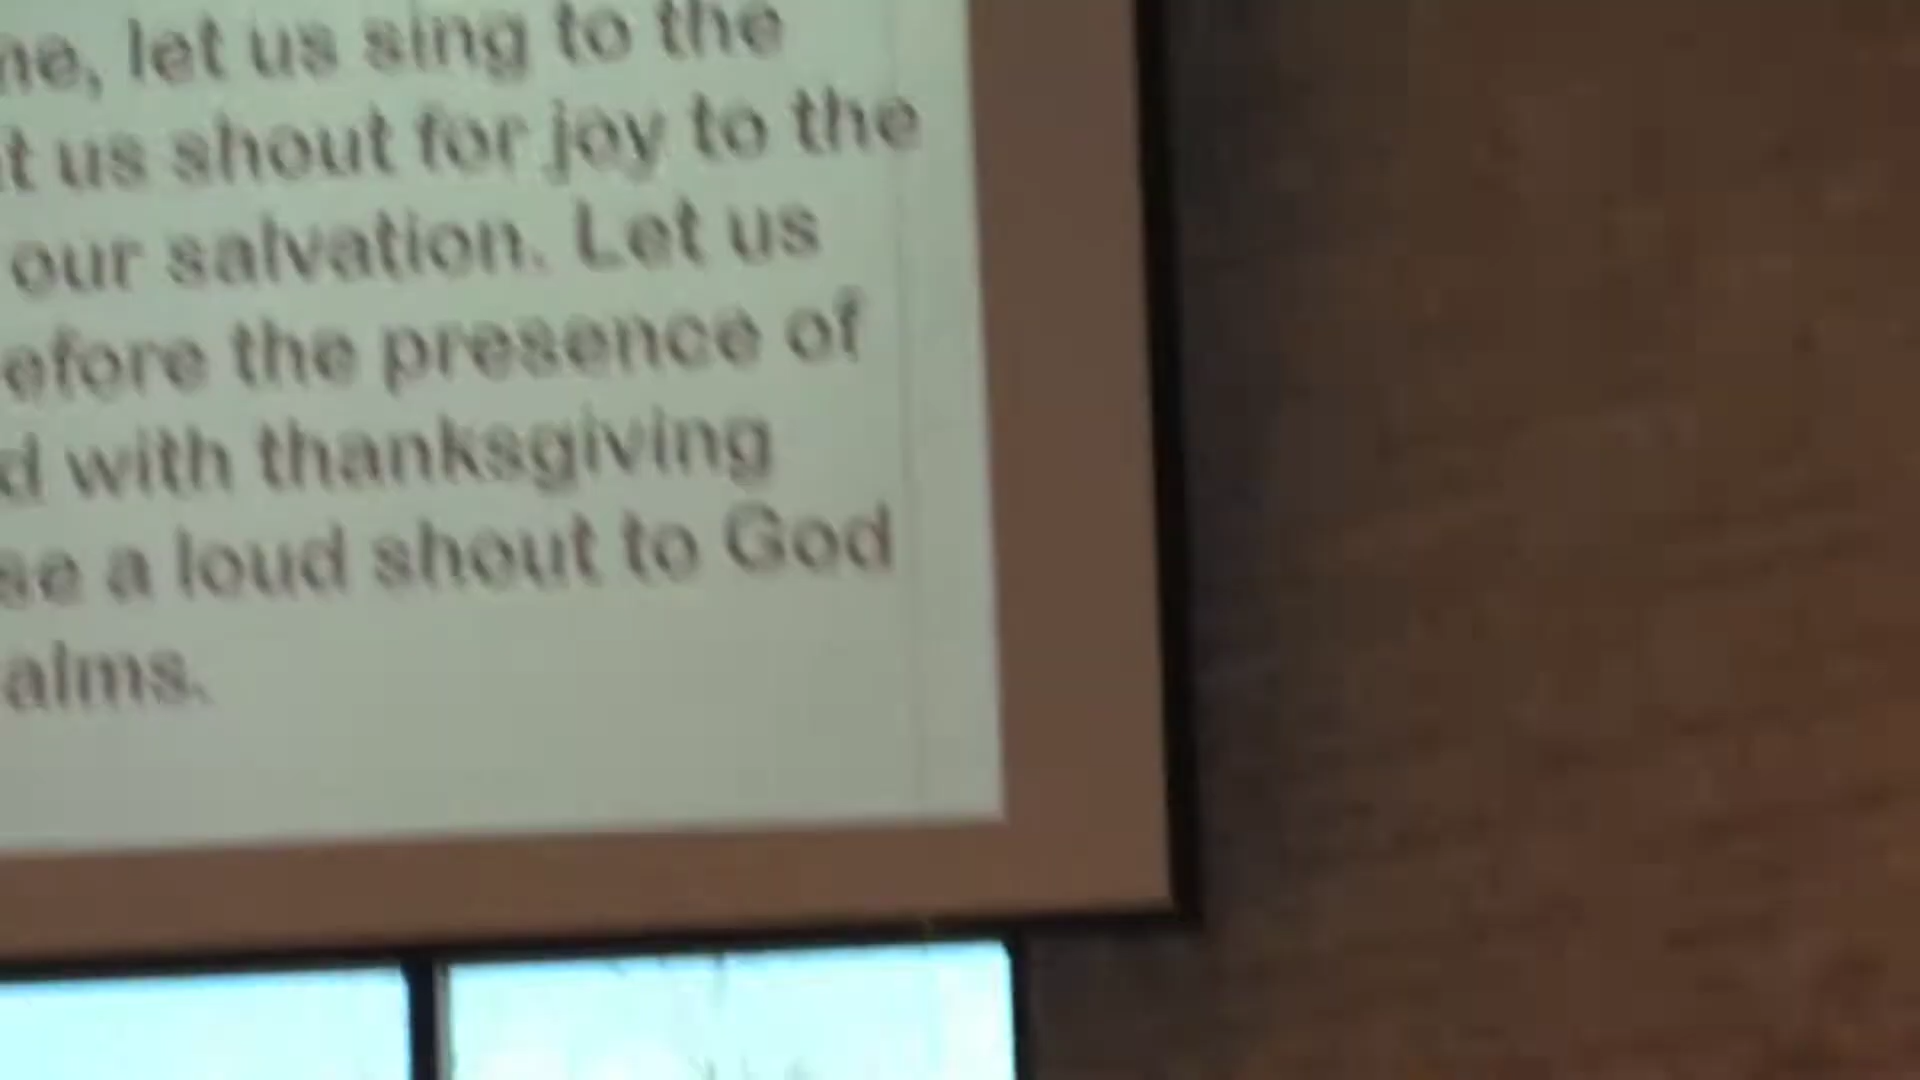 ne, let us sing to the
t us shout for joy to the
our salvation. Let us
efore the presence of
d with thanksgiving
se a loud shout to God
alms.